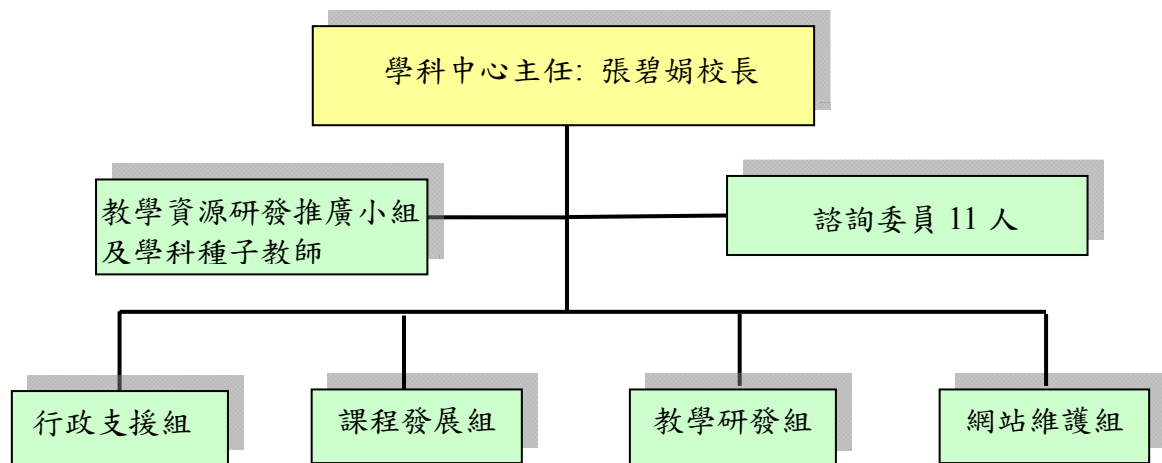 學科中心主任: 張碧娟校長
教學資源研發推廣小組
及學科種子教師
諮詢委員 11 人
行政支援組
課程發展組
教學研發組
網站維護組